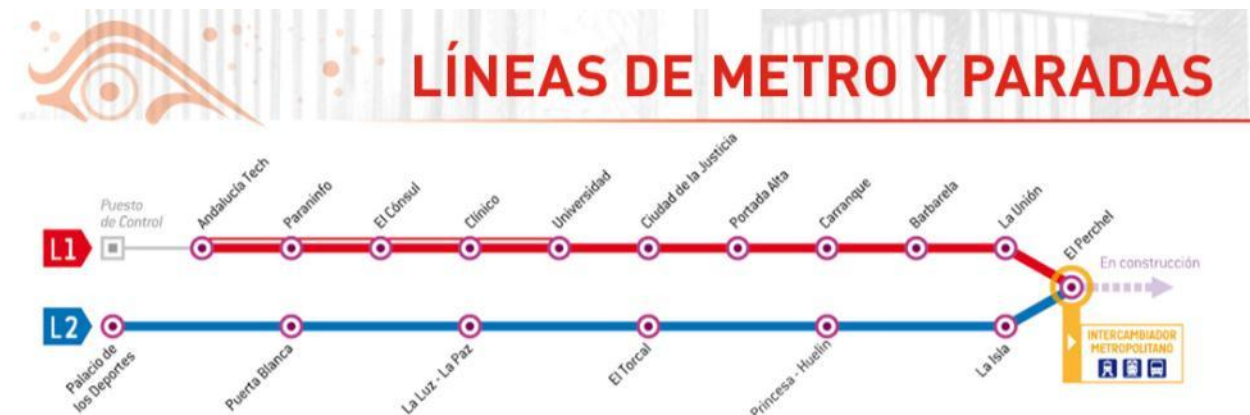 LÍNEAS DE METRO Y PARADAS
Puesto
de Control
Andalucía Tech
Paraninfo
El Cónsul
Clínico
Universidad
Ciudad de la Justicia
Portada Alta
Carranque
Barbarela
La Unión
El Perchel
L1
En construcción
L2
Palacio de
los Deportes
Puerta Blanca
La Luz - La Paz
El Torcal
Princesa - Huelin
La Isla
INTERCAMBIADOR
METROPOLITANO